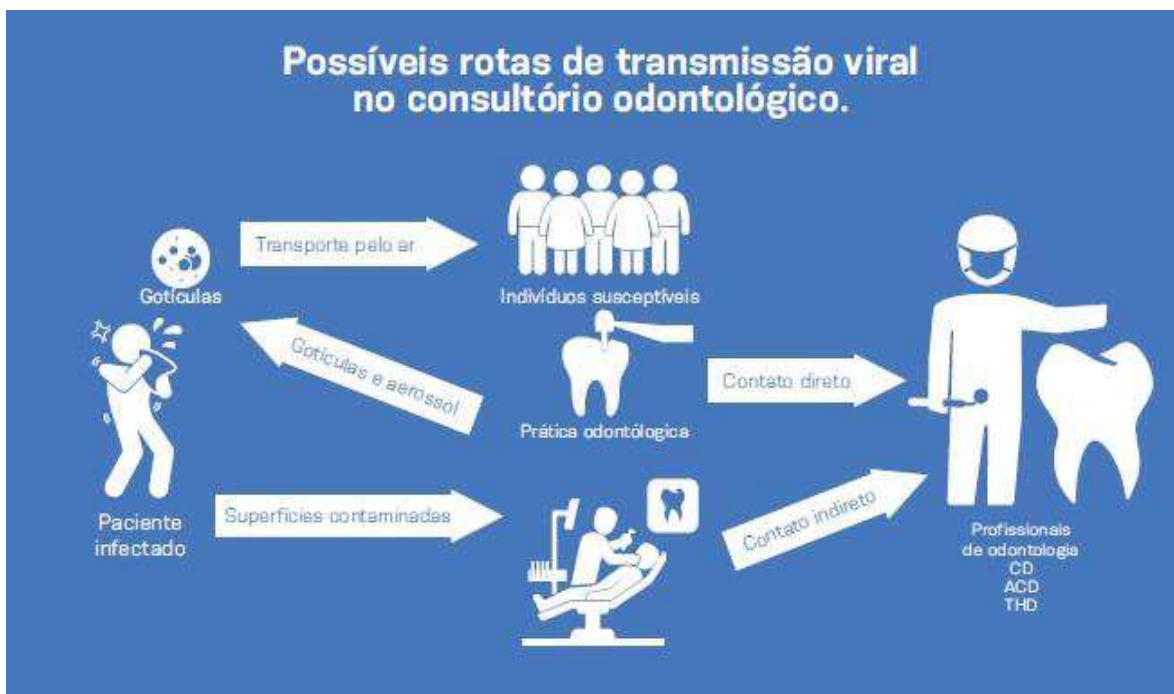 Possíveis rotas de transmissão viral
no consultório odontológico.
Transporte pelo ar
Gotículas
Indivíduos susceptíveis
Gotículas e aerossol
Contato direto
Prática odontólogica
Superfícies contaminadas
Contato indireto
Paciente
infectado
Profissionais
de odontologia
CD
ACD
THD